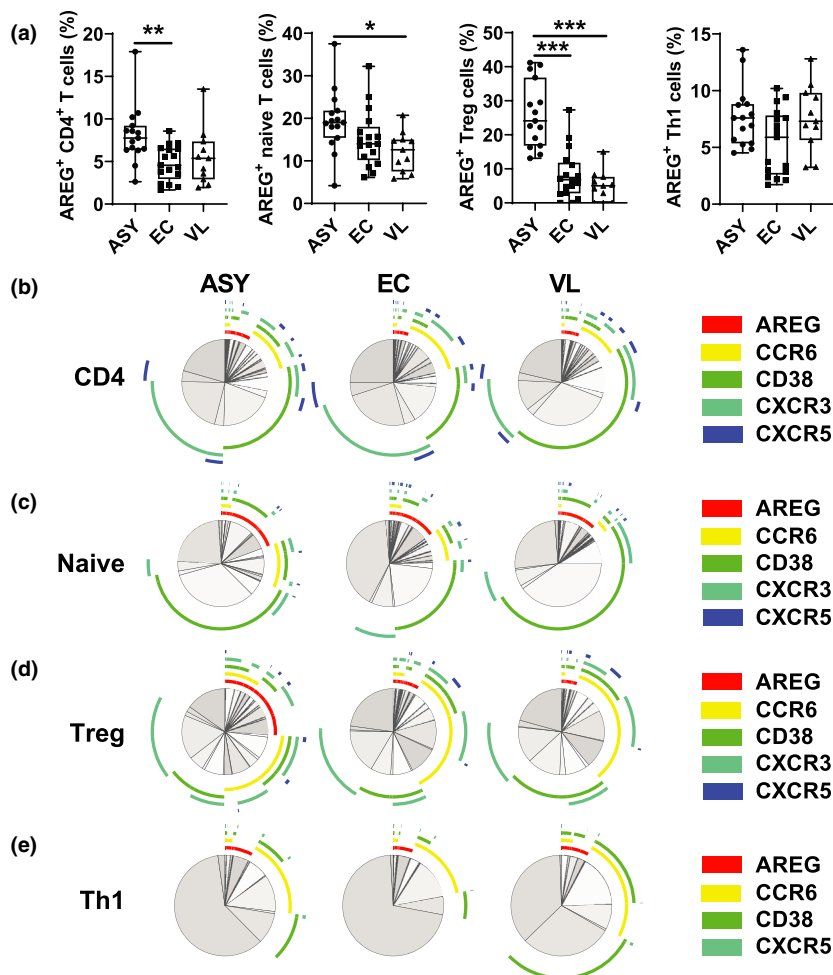 (a)
AREG⁺ CD4⁺ T cells (%)
20
15
10
5
0
**
ASY
EC
VL
AREG⁺ naive T cells (%)
40
30
20
10
0
*
ASY
EC
VL
AREG⁺ Treg cells (%)
50
40
30
20
10
0
***
***
ASY
EC
VL
AREG⁺ Th1 cells (%)
15
10
5
0
ASY
EC
VL
(b)
ASY
EC
VL
CD4
AREG
CCR6
CD38
CXCR3
CXCR5
(c)
Naive
AREG
CCR6
CD38
CXCR3
CXCR5
(d)
Treg
AREG
CCR6
CD38
CXCR3
CXCR5
(e)
Th1
AREG
CCR6
CD38
CXCR5